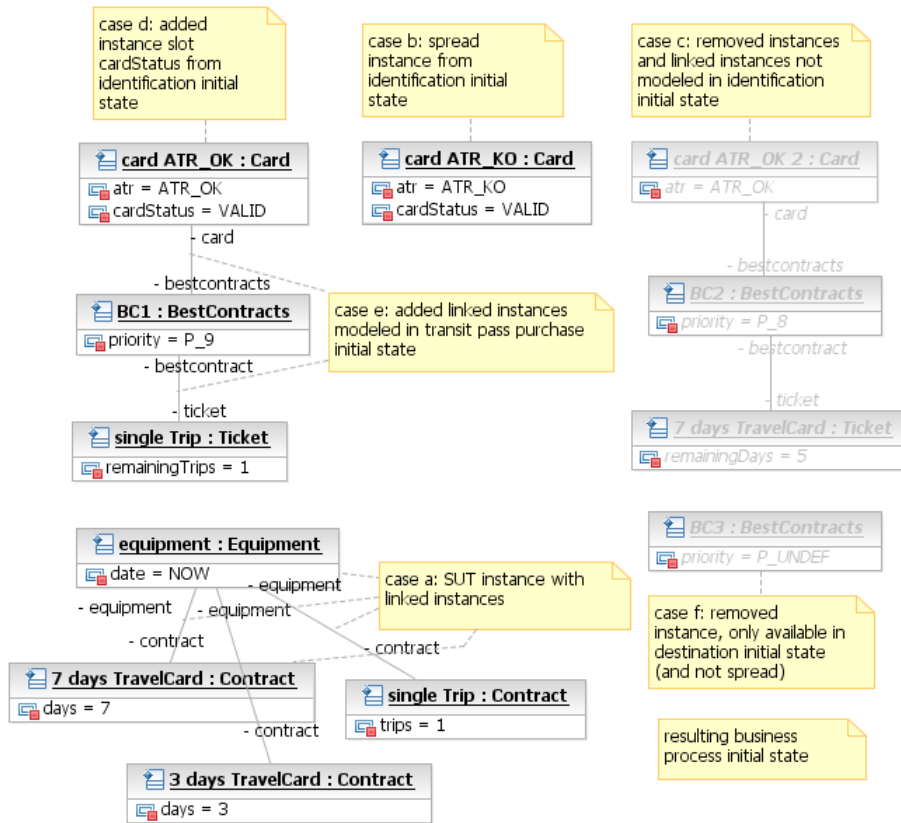 case d: added
instance slot
cardStatus from
identification initial
state
case b: spread
instance from
identification initial
state
case c: removed instances
and linked instances not
modeled in identification
initial state
card ATR_OK : Card
atr = ATR_OK
cardStatus = VALID
card ATR_KO : Card
atr = ATR_KO
cardStatus = VALID
card ATR_OK 2 : Card
atr = ATR_OK
- card
- bestcontracts
- card
- bestcontracts
BC1 : BestContracts
priority = P_9
case e: added linked instances
modeled in transit pass purchase
initial state
BC2 : BestContracts
priority = P_8
- bestcontract
- ticket
- bestcontract
- ticket
single Trip : Ticket
remainingTrips = 1
7 days TravelCard : Ticket
remainingDays = 5
equipment : Equipment
date = NOW
- equipment
- equipment
- equipment
case a: SUT instance with
linked instances
BC3 : BestContracts
priority = P_UNDEF
case f: removed
instance, only available in
destination initial state
(and not spread)
- contract
- contract
- contract
7 days TravelCard : Contract
days = 7
single Trip : Contract
trips = 1
3 days TravelCard : Contract
days = 3
resulting business
process initial state